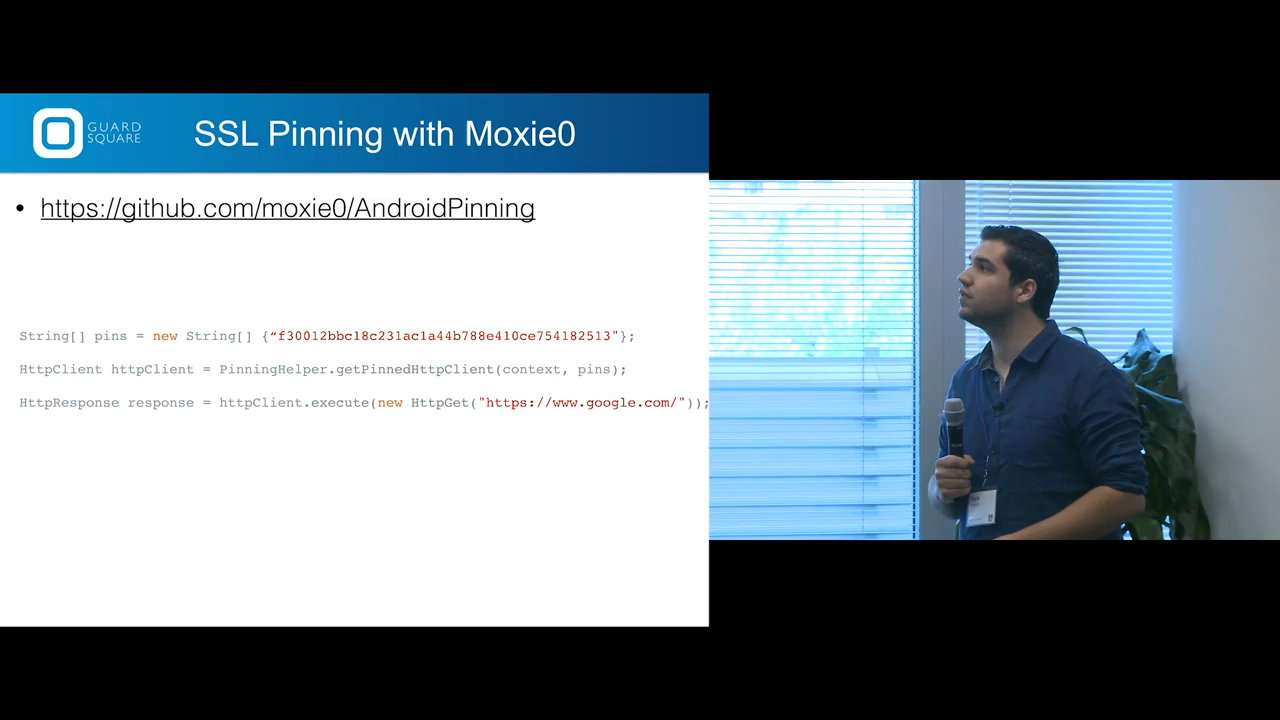 GUARD
SQUARE
SSL Pinning with Moxie0
• https://github.com/moxie0/AndroidPinning
String[] pins = new String[] {“f30012bbc18c231ac1a44b788e410ce754182513"};
HttpClient httpClient = PinningHelper.getPinnedHttpClient(context, pins);
HttpResponse response = httpClient.execute(new HttpGet("https://www.google.com/"));